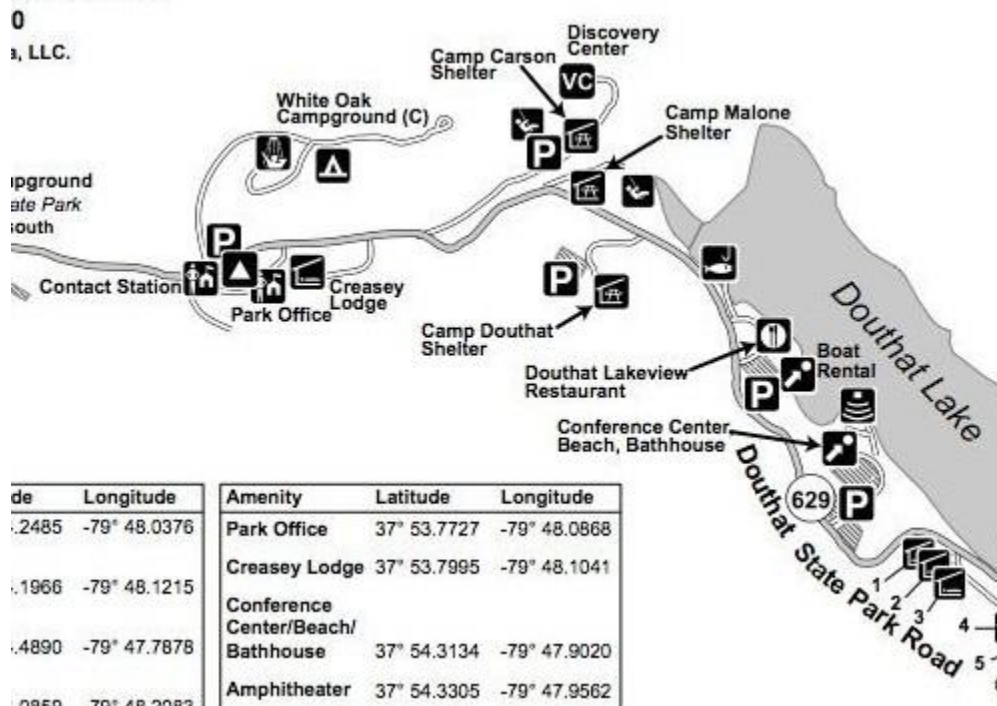 0
a, LLC.
Discovery
Center
Camp Carson
Shelter
VC
White Oak
Campground (C)
Camp Malone
Shelter
P
ate Park
south
P
Contact Station
Park Office
Creasey
Lodge
P
Camp Douthat
Shelter
Douthat Lake
Douthat Lakeview
Restaurant
Boat
Rental
P
Conference Center
Beach, Bathhouse
629
P
Douthat State Park Road
1
2
3
4
5
de Longitude
.2485 -79° 48.0376
.1966 -79° 48.1215
.4890 -79° 47.7878
Amenity Latitude Longitude
Park Office 37° 53.7727 -79° 48.0868
Creasey Lodge 37° 53.7995 -79° 48.1041
Conference
Center/Beach/
Bathhouse 37° 54.3134 -79° 47.9020
Amphitheater 37° 54.3305 -79° 47.9562